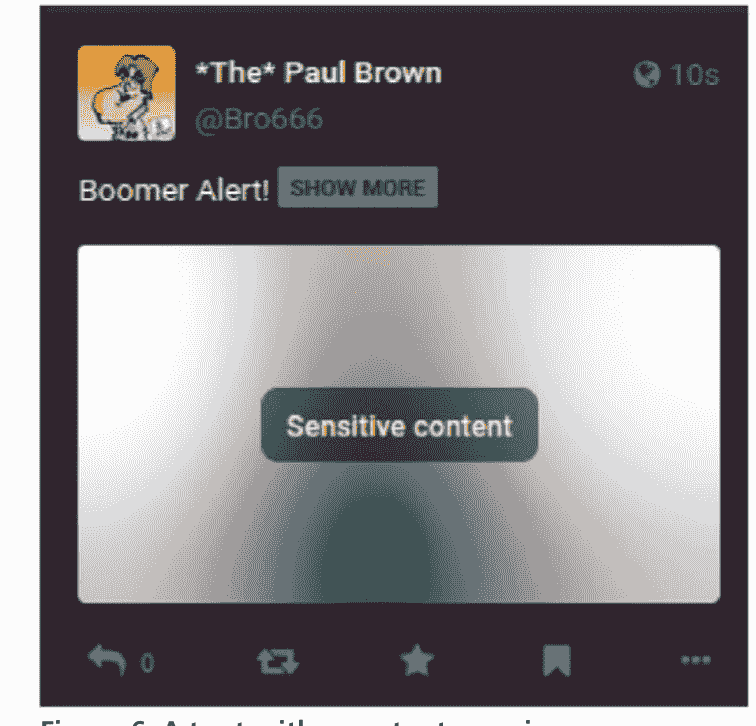 *The* Paul Brown
10s
@Bro666
Boomer Alert! SHOW MORE
Sensitive content
0